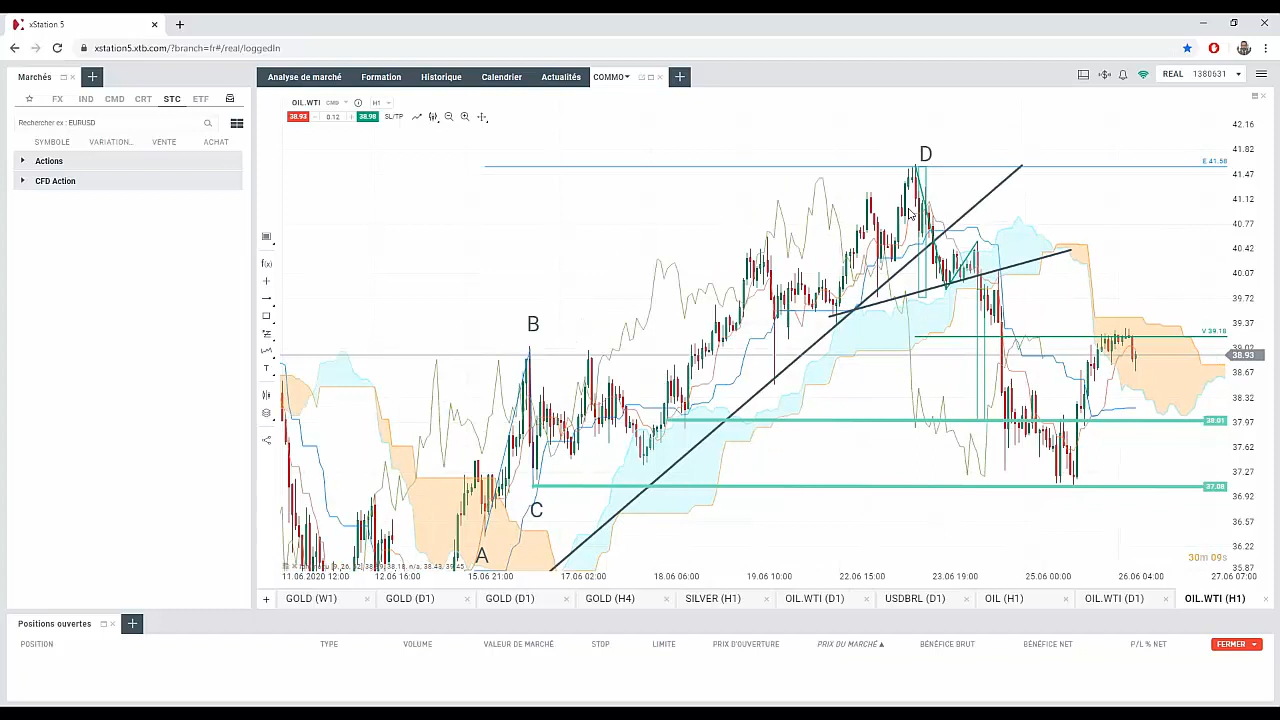 xStation 5
xstation5.xtb.com/?branch=fr#/real/loggedIn
Marchés
Analyse de marché
Formation
Historique
Calendrier
Actualités
COMMO
REAL 1380631
FX IND CMD CRT STC ETF
Rechercher ex : EURUSD
SYMBOLE VARIATION... VENTE ACHAT
Actions
CFD Action
OIL.WTI CMD H1
38.93 0.12 38.98 SL/TP
f(x)
T
D
B
C
A
E 41.58
V 39.18
38.93
38.01
37.08
42.16
41.82
41.47
41.12
40.77
40.42
40.07
39.72
39.37
39.02
38.67
38.32
37.97
37.62
37.27
36.92
36.57
36.22
35.87
30m 09s
11.06.2020 12:00 12.06 16:00 15.06 21:00 17.06 02:00 18.06 06:00 19.06 10:00 22.06 15:00 23.06 19:00 25.06 00:00 26.06 04:00 27.06 07:00
GOLD (W1) GOLD (D1) GOLD (D1) GOLD (H4) SILVER (H1) OIL.WTI (D1) USDBRL (D1) OIL (H1) OIL.WTI (D1) OIL.WTI (H1)
Positions ouvertes
POSITION TYPE VOLUME VALEUR DE MARCHÉ STOP LIMITE PRIX D'OUVERTURE PRIX DU MARCHÉ ▲ BÉNÉFICE BRUT BÉNÉFICE NET P/L % NET FERMER